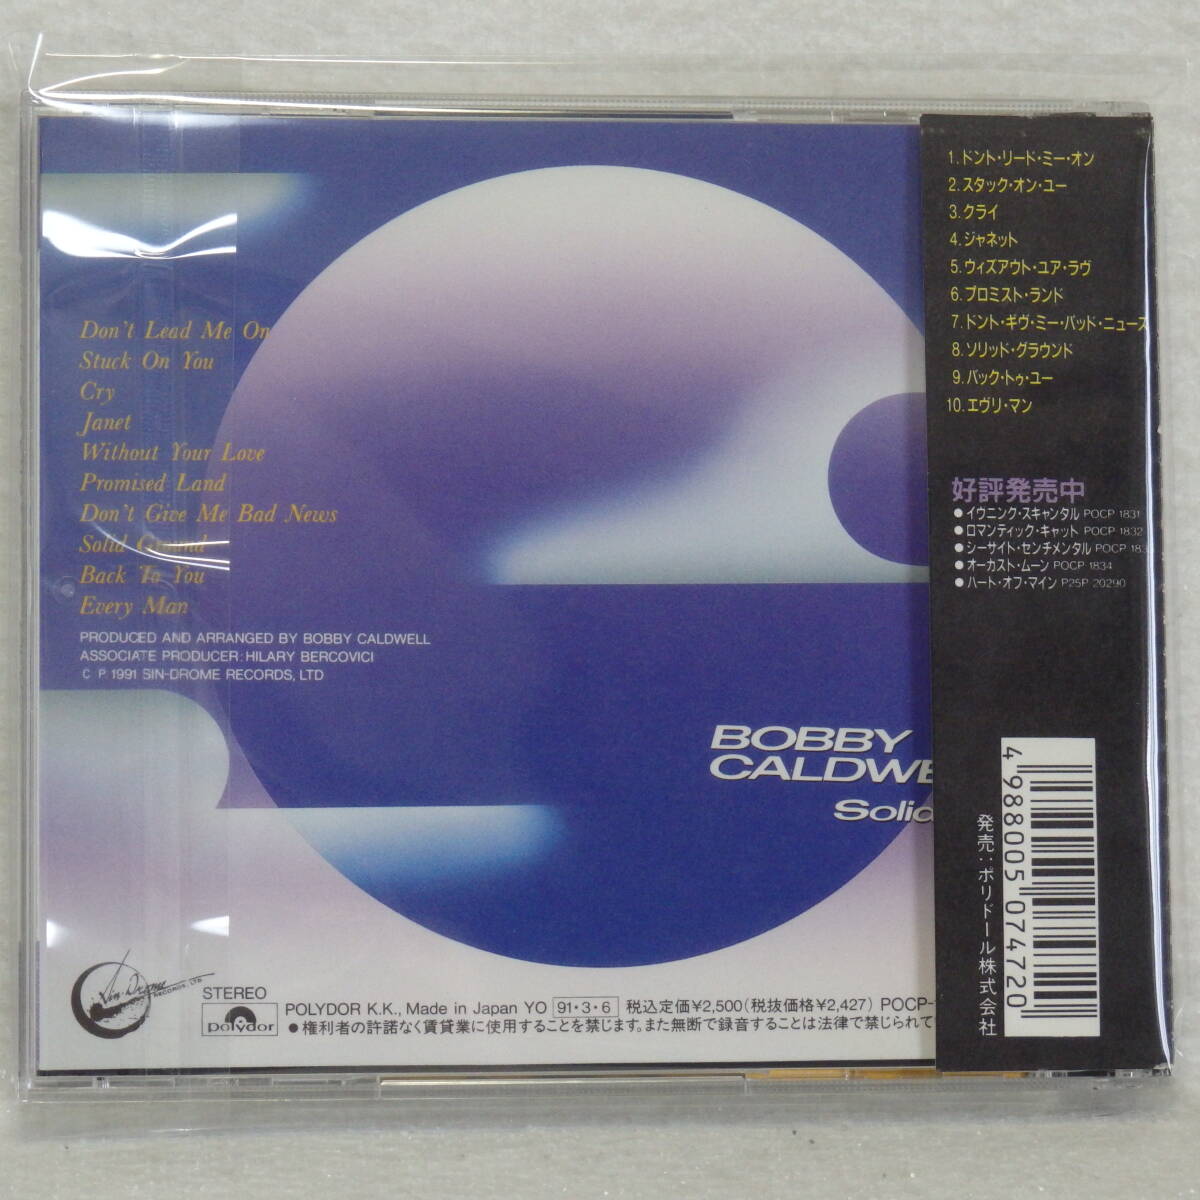 Don't Lead Me On
Stuck On You
Cry
Janet
Without Your Love
Promised Land
Don't Give Me Bad News
Solid Ground
Back To You
Every Man
PRODUCED AND ARRANGED BY BOBBY CALDWELL
ASSOCIATE PRODUCER: HILARY BERCOVICI
C P 1991 SIN-DROME RECORDS, LTD
BOBBY
CALDWE
Solid
Sin-Drome
RECORDS, LTD.
STEREO
polydor
POLYDOR K.K., Made in Japan YO 91・3・6 税込定価¥2,500(税抜価格¥2,427) POCP-
●権利者の許諾なく賃貸業に使用することを禁じます。また無断で録音することは法律で禁じられて
1.ドント・リード・ミー・オン
2.スタック・オン・ユー
3.クライ
4.ジャネット
5.ウィズアウト・ユア・ラヴ
6.プロミスト・ランド
7.ドント・ギヴ・ミー・バッド・ニュース
8.ソリッド・グラウンド
9.バック・トゥ・ユー
10.エヴリ・マン
好評発売中
●イヴニング・スキャンダル POCP 1831
●ロマンティック・キャット POCP 1832
●シーサイド・センチメンタル POCP 183
●オーガスト・ムーン POCP 1834
●ハート・オブ・マイン P25P 20290
4 988005 074720
発売:ポリドール株式会社